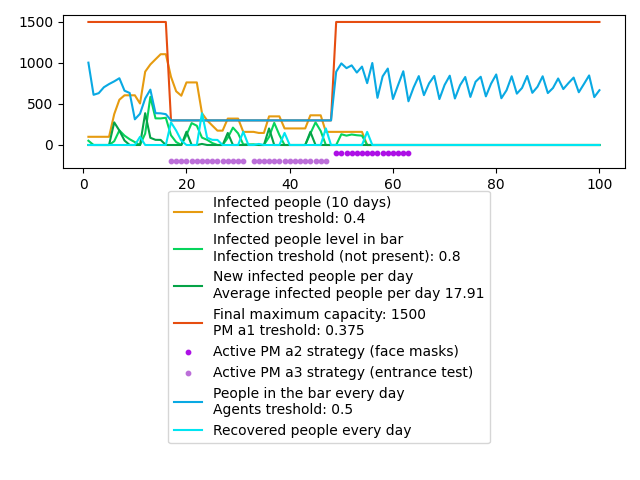 1500
1000
500
0
0 20 40 60 80 100
Infected people (10 days)
Infection treshold: 0.4
Infected people level in bar
Infection treshold (not present): 0.8
New infected people per day
Average infected people per day 17.91
Final maximum capacity: 1500
PM a1 treshold: 0.375
Active PM a2 strategy (face masks)
Active PM a3 strategy (entrance test)
People in the bar every day
Agents treshold: 0.5
Recovered people every day